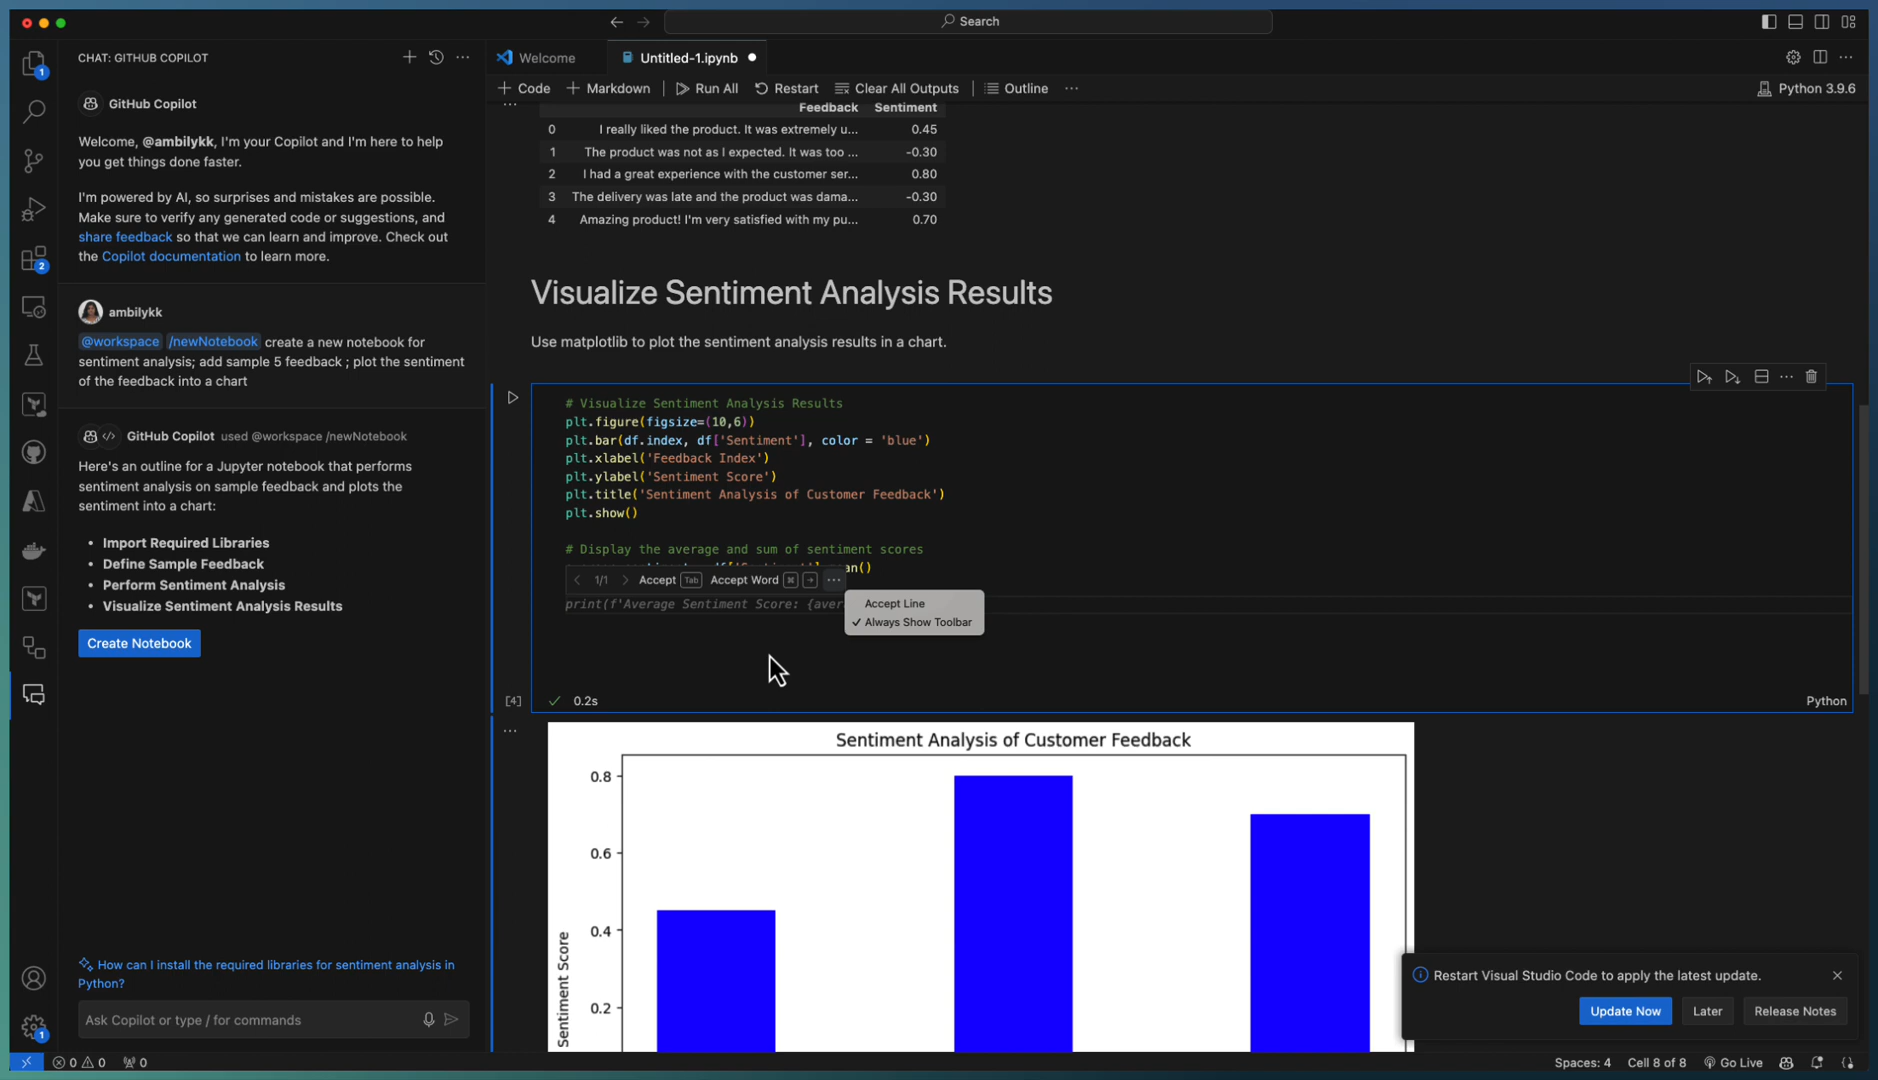 Search
CHAT: GITHUB COPILOT
GitHub Copilot
Welcome, @ambilykk, I'm your Copilot and I'm here to help
you get things done faster.
I'm powered by AI, so surprises and mistakes are possible.
Make sure to verify any generated code or suggestions, and
share feedback so that we can learn and improve. Check out
the Copilot documentation to learn more.
ambilykk
@workspace /newNotebook create a new notebook for
sentiment analysis; add sample 5 feedback ; plot the sentiment
of the feedback into a chart
GitHub Copilot used @workspace /newNotebook
Here's an outline for a Jupyter notebook that performs
sentiment analysis on sample feedback and plots the
sentiment into a chart:
• Import Required Libraries
• Define Sample Feedback
• Perform Sentiment Analysis
• Visualize Sentiment Analysis Results
Create Notebook
How can I install the required libraries for sentiment analysis in
Python?
Ask Copilot or type / for commands
1
2
1
Welcome
Untitled-1.ipynb
+ Code + Markdown Run All Restart Clear All Outputs Outline ...
Python 3.9.6
Feedback Sentiment
0 I really liked the product. It was extremely u... 0.45
1 The product was not as I expected. It was too ... -0.30
2 I had a great experience with the customer ser... 0.80
3 The delivery was late and the product was dama... -0.30
4 Amazing product! I'm very satisfied with my pu... 0.70
Visualize Sentiment Analysis Results
Use matplotlib to plot the sentiment analysis results in a chart.
# Visualize Sentiment Analysis Results
plt.figure(figsize=(10,6))
plt.bar(df.index, df['Sentiment'], color = 'blue')
plt.xlabel('Feedback Index')
plt.ylabel('Sentiment Score')
plt.title('Sentiment Analysis of Customer Feedback')
plt.show()
# Display the average and sum of sentiment scores
an()
1/1 Accept Tab Accept Word ⌘ → ...
print(f'Average Sentiment Score: {aver
Accept Line
✓ Always Show Toolbar
[4] ✓ 0.2s
Python
Sentiment Analysis of Customer Feedback
0.8
0.6
0.4
0.2
Sentiment Score
Restart Visual Studio Code to apply the latest update.
Update Now Later Release Notes
0 0 0
Spaces: 4 Cell 8 of 8 Go Live